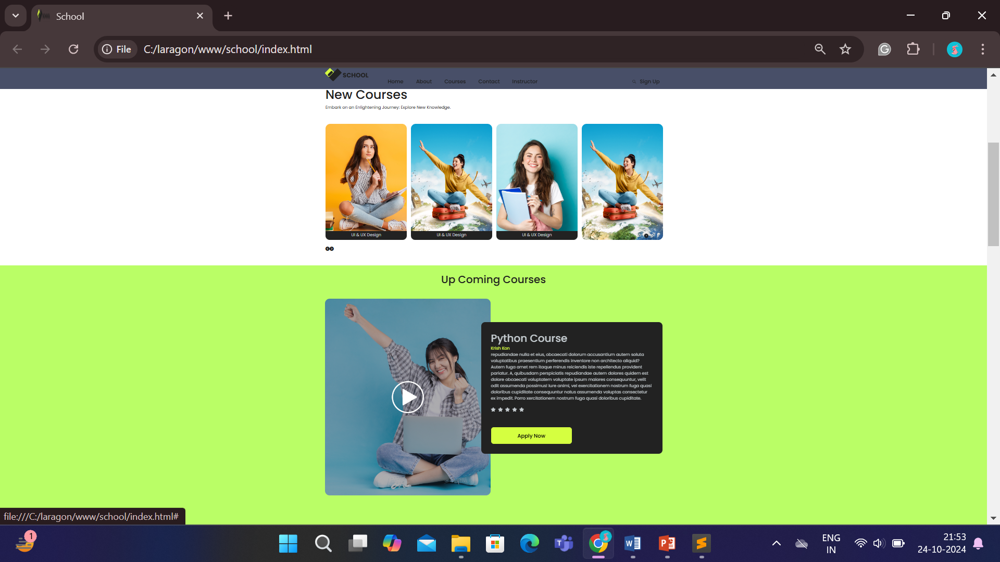 School
File
C:/laragon/www/school/index.html
SCHOOL
Home
About
Courses
Contact
Instructor
Sign Up
New Courses
Embark on an Enlightening Journey: Explore New Knowledge.
UI & UX Design
UI & UX Design
UI & UX Design
Up Coming Courses
Python Course
Krish Kon
repudiandae nulla et eius, obcaecati dolorum accusantium autem soluta
voluptatibus praesentium perferendis inventore non architecto aliquid?
Autem fuga amet rem itaque minus reiciendis iste repellendus provident
pariatur. A, quibusdam perspiciatis repudiandae autem dolores quidem est
dolore obcaecati voluptatem voluptate ipsum maiores consequuntur, velit
odit assumenda possimus! Iure animi, vel exercitationem nostrum fuga quasi
doloribus cupiditate consequuntur natus assumenda voluptas consectetur
ex impedit. Porro xercitationem nostrum fuga quasi doloribus cupiditate.
Apply Now
file:///C:/laragon/www/school/index.html#
1
ENG
IN
21:53
24-10-2024